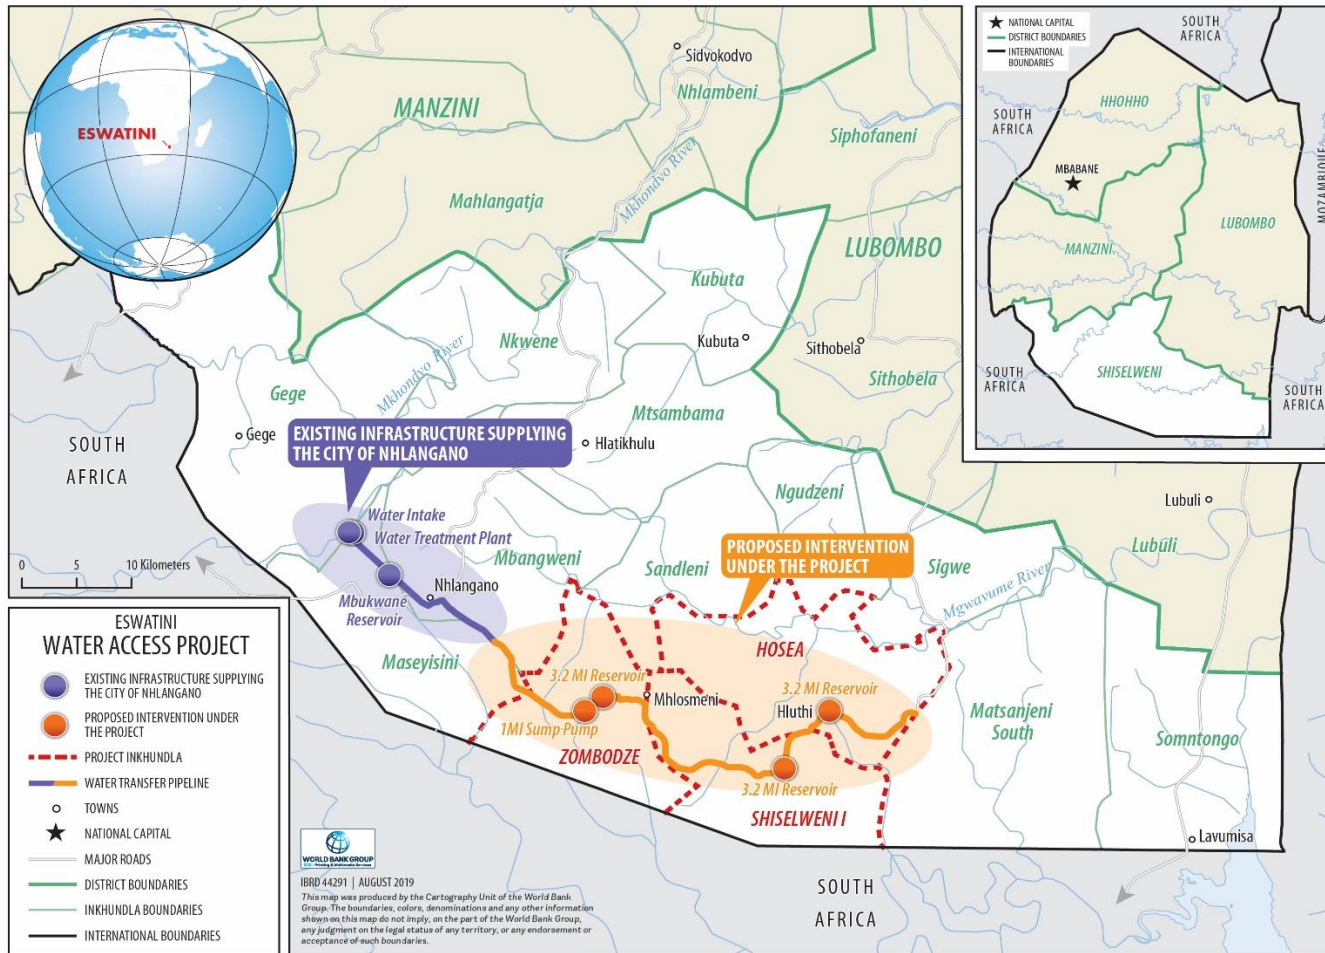 ESWATINI
MANZINI
Sidvokodvo
Nhlambeni
Siphofaneni
Mahlangatja
Mkhondvo River
LUBOMBO
Kubuta
Kubuta
Nkwene
Mkhondvo River
Sithobela
Sithobela
Gege
Gege
Mtsambama
Hlatikhulu
SOUTH
AFRICA
EXISTING INFRASTRUCTURE SUPPLYING
THE CITY OF NHLANGANO
Ngudzeni
Lubuli
Lubuli
Water Intake
Water Treatment Plant
Mbangweni
Sandleni
PROPOSED INTERVENTION
UNDER THE PROJECT
Sigwe
Mgwavume River
Nhlangano
Mbukwane
Reservoir
Maseyisini
HOSEA
3.2 Ml Reservoir
Mhlosmeni
3.2 Ml Reservoir
Hluthi
1Ml Sump Pump
ZOMBODZE
3.2 Ml Reservoir
SHISELWENI I
Matsanjeni
South
Somntongo
Lavumisa
SOUTH
AFRICA
0 5 10 Kilometers
NATIONAL CAPITAL
DISTRICT BOUNDARIES
INTERNATIONAL
BOUNDARIES
SOUTH
AFRICA
HHOHHO
SOUTH
AFRICA
MBABANE
MOZAMBIQUE
LUBOMBO
MANZINI
SHISELWENI
SOUTH
AFRICA
SOUTH
AFRICA
ESWATINI
WATER ACCESS PROJECT
EXISTING INFRASTRUCTURE SUPPLYING
THE CITY OF NHLANGANO
PROPOSED INTERVENTION UNDER
THE PROJECT
PROJECT INKHUNDLA
WATER TRANSFER PIPELINE
TOWNS
NATIONAL CAPITAL
MAJOR ROADS
DISTRICT BOUNDARIES
INKHUNDLA BOUNDARIES
INTERNATIONAL BOUNDARIES
WORLD BANK GROUP
IBRD 44291 | AUGUST 2019
This map was produced by the Cartography Unit of the World Bank
Group. The boundaries, colors, denominations and any other information
shown on this map do not imply, on the part of the World Bank Group,
any judgment on the legal status of any territory, or any endorsement or
acceptance of such boundaries.